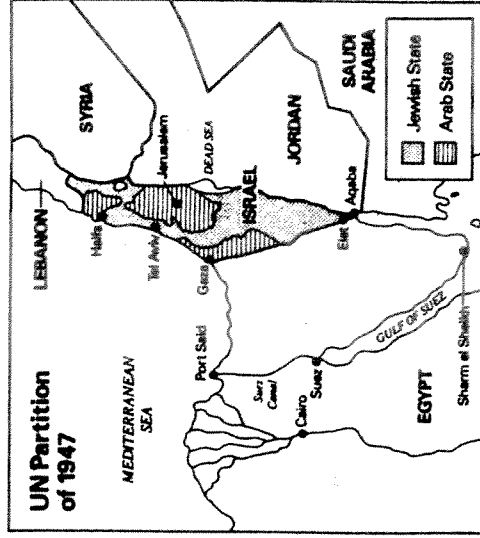 UN Partition
of 1947
MEDITERRANEAN
SEA
LEBANON
SYRIA
Haifa
Tel Aviv
Jerusalem
DEAD SEA
Gaza
ISRAEL
JORDAN
Port Said
Suez
Canal
Cairo
Suez
Elat
Aqaba
SAUDI
ARABIA
EGYPT
GULF OF SUEZ
Sharm el Sheikh
Jewish State
Arab State